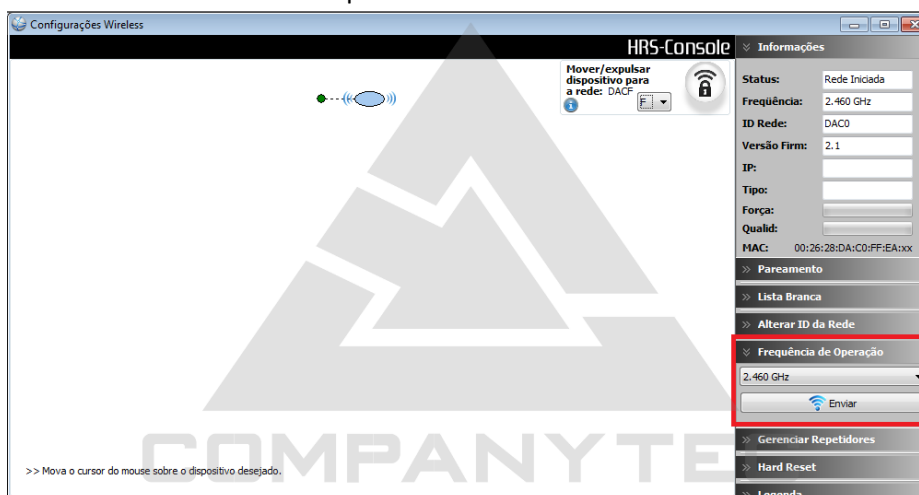 Configurações Wireless
HRS-Console
Mover/expulsar
dispositivo para
a rede: DACF
F
>> Mova o cursor do mouse sobre o dispositivo desejado.
COMPANYTE
Informações
Status: Rede Iniciada
Freqüência: 2.460 GHz
ID Rede: DAC0
Versão Firm: 2.1
IP:
Tipo:
Força:
Qualid:
MAC: 00:26:28:DA:C0:FF:EA:xx
Pareamento
Lista Branca
Alterar ID da Rede
Frequência de Operação
2.460 GHz
Enviar
Gerenciar Repetidores
Hard Reset
Legenda